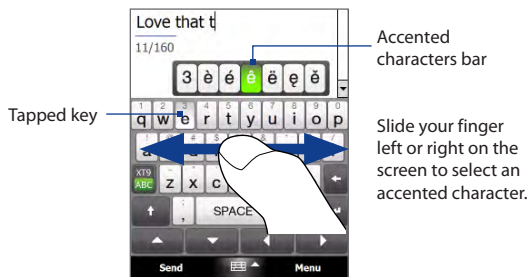 Love that t
11/160
Accented
characters bar
3 è é ê ë ę ě
Tapped key
1 2 3 4 5 6 7 8 9 0
q w e r t y u i o p
Slide your finger
left or right on the
screen to select an
accented character.
a
XT9
ABC
z x c
; SPACE
Send Menu